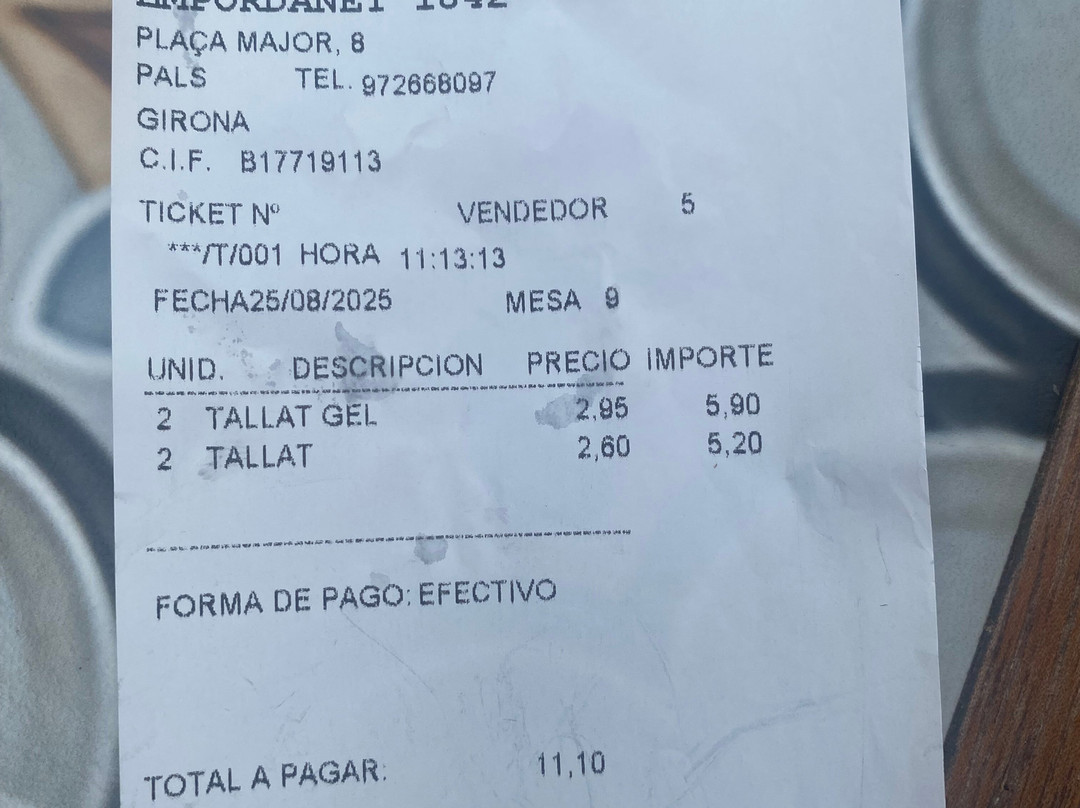 EMPORDANET 1842
PLAÇA MAJOR, 8
PALS TEL. 972668097
GIRONA
C.I.F. B17719113
TICKET Nº VENDEDOR 5
***/T/001 HORA 11:13:13
FECHA25/08/2025 MESA 9
UNID. DESCRIPCION PRECIO IMPORTE
2 TALLAT GEL 2,95 5,90
2 TALLAT 2,60 5,20
FORMA DE PAGO: EFECTIVO
TOTAL A PAGAR: 11,10